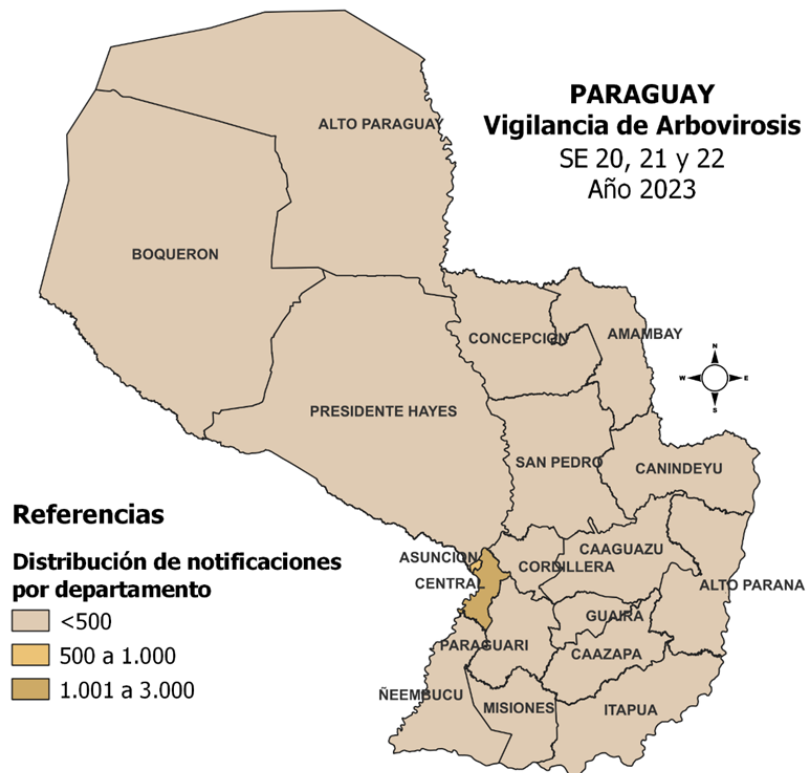 PARAGUAY
Vigilancia de Arbovirosis
SE 20, 21 y 22
Año 2023
ALTO PARAGUAY
BOQUERON
CONCEPCION
AMAMBAY
N
W
E
S
PRESIDENTE HAYES
SAN PEDRO
CANINDEYU
ASUNCION
CENTRAL
CORDILLERA
CAAGUAZU
ALTO PARANA
GUAIRA
PARAGUARI
CAAZAPA
ÑEEMBUCU
MISIONES
ITAPUA
Referencias
Distribución de notificaciones
por departamento
<500
500 a 1.000
1.001 a 3.000